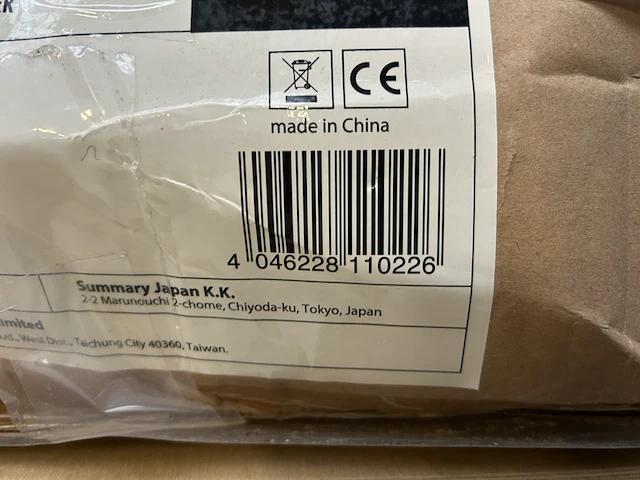 CE
made in China
4 046228 110226
Summary Japan K.K.
2-2 Marunouchi 2-chome, Chiyoda-ku, Tokyo, Japan
imited
vd., West Dist., Taichung City 40360, Taiwan.